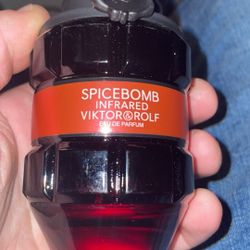 SPICEBOMB
INFRARED
VIKTOR&ROLF
EAU DE PARFUM